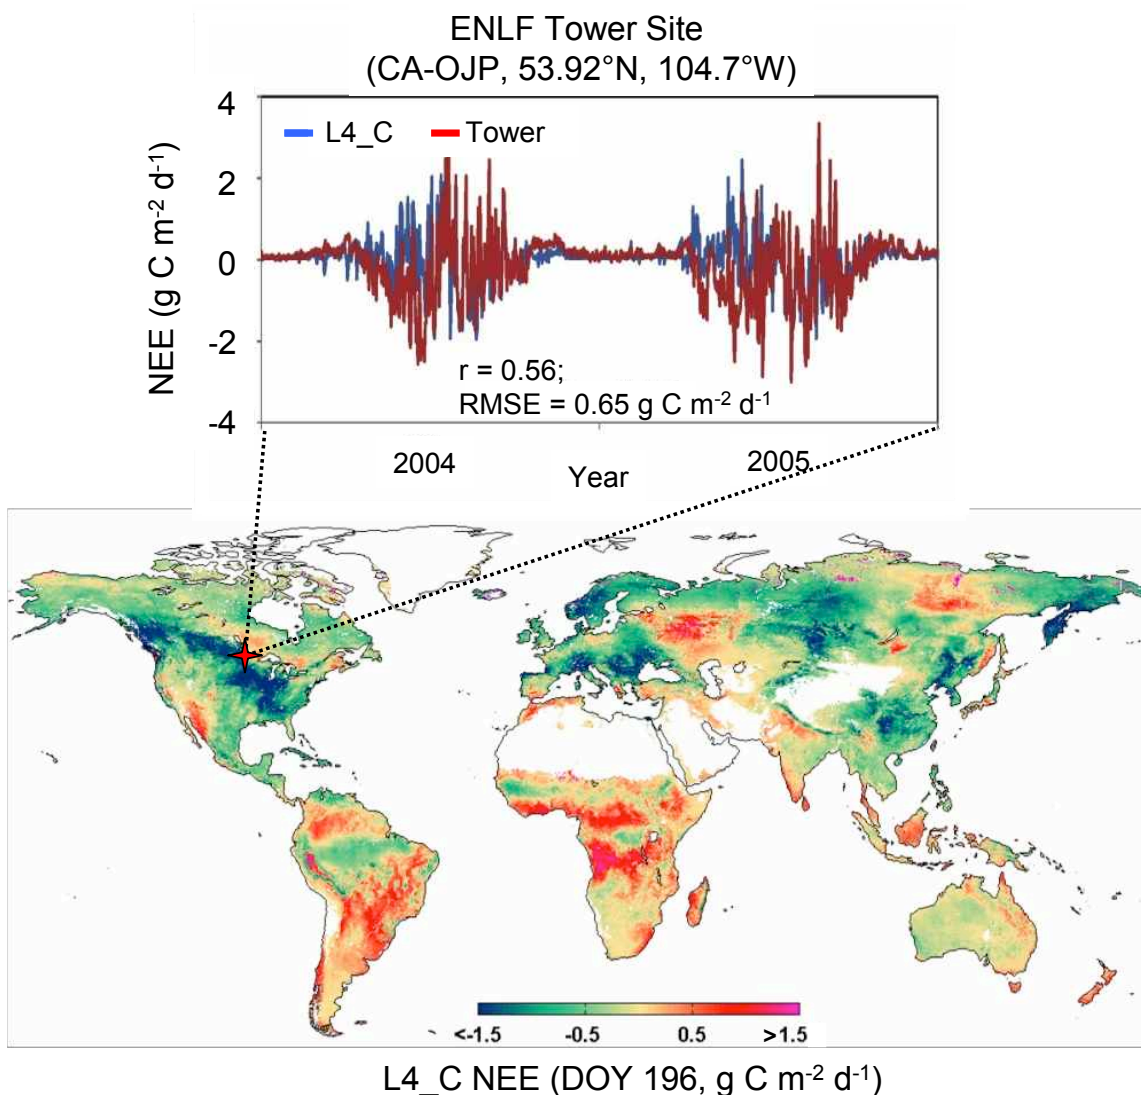 ENLF Tower Site
(CA-OJP, 53.92°N, 104.7°W)
4
L4_C Tower
2
0
-2
-4
NEE (g C m⁻² d⁻¹)
r = 0.56;
RMSE = 0.65 g C m⁻² d⁻¹
2004 2005
Year
<-1.5 -0.5 0.5 >1.5
L4_C NEE (DOY 196, g C m⁻² d⁻¹)